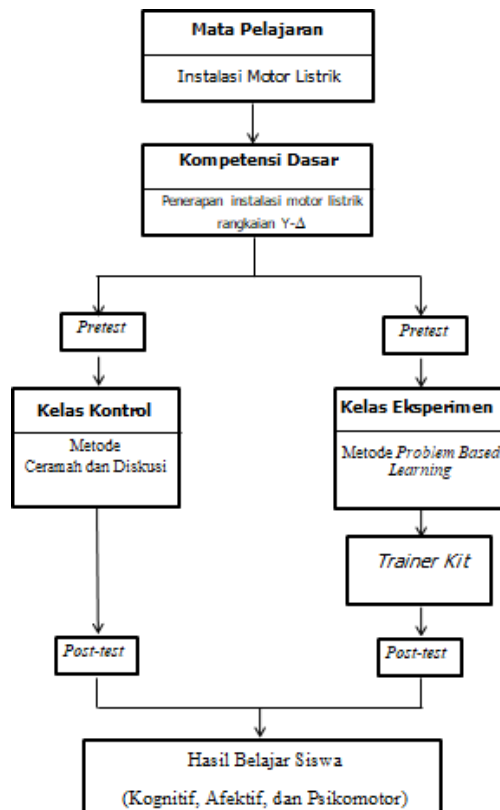 Mata Pelajaran
Instalasi Motor Listrik
Kompetensi Dasar
Penerapan instalasi motor listrik
rangkaian Y-Δ
Pretest
Pretest
Kelas Kontrol
Metode
Ceramah dan Diskusi
Kelas Eksperimen
Metode Problem Based
Learning
Trainer Kit
Post-test
Post-test
Hasil Belajar Siswa
(Kognitif, Afektif, dan Psikomotor)